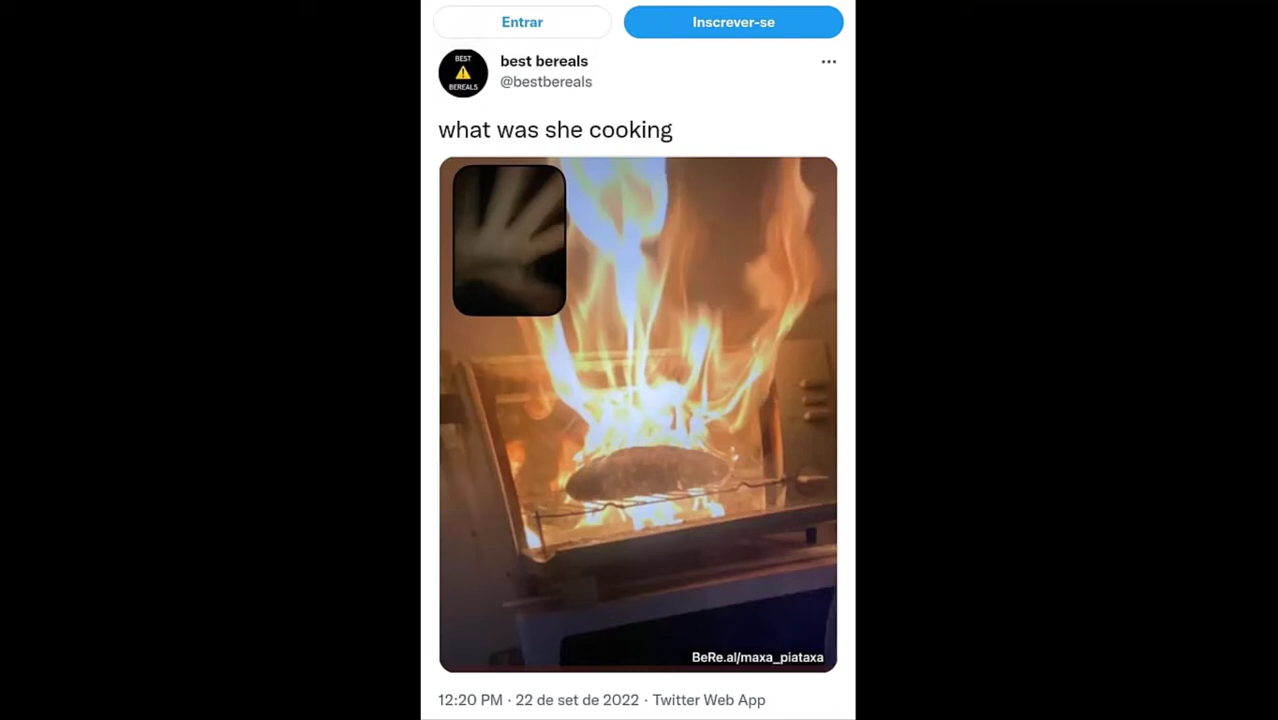 Entrar
Inscrever-se
BEST
BEREALS
best bereals
@bestbereals
what was she cooking
BeRe.al/maxa_piataxa
12:20 PM · 22 de set de 2022 · Twitter Web App